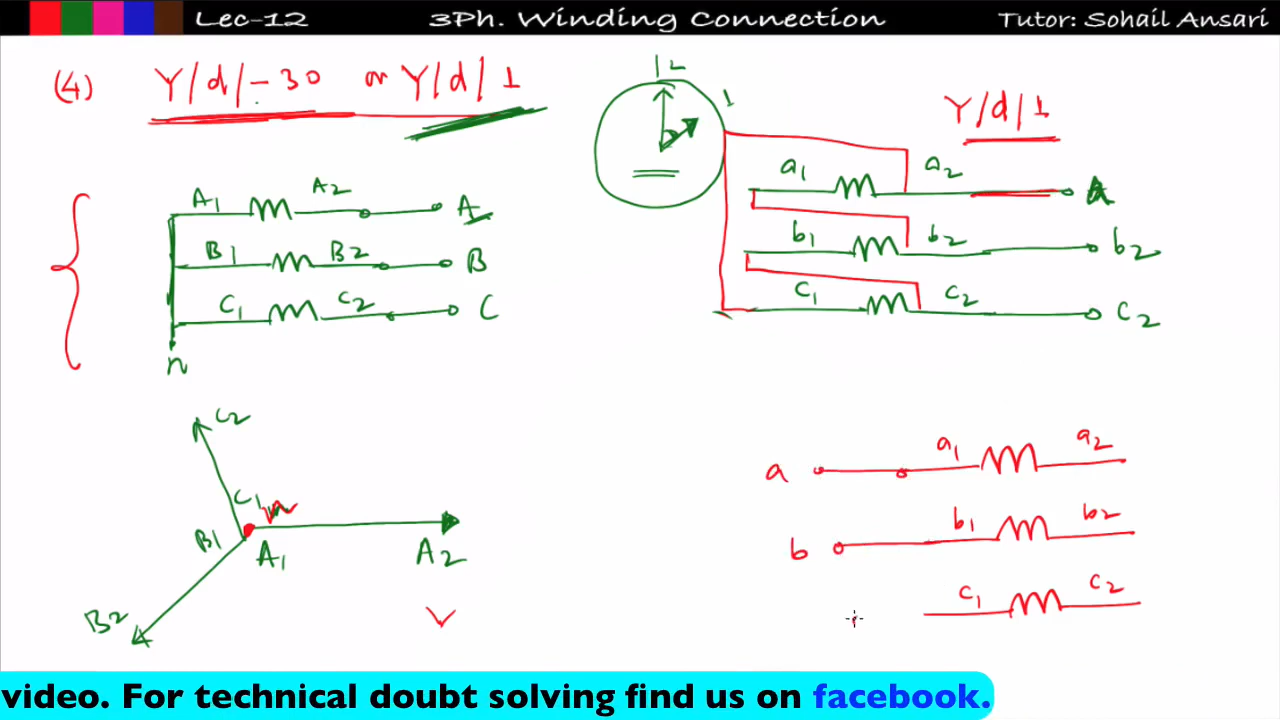 Lec-12 3Ph. Winding Connection Tutor: Sohail Ansari
(4) Y/d/-30 or Y/d/1
12
1
Y/d/1
A1 A2 A
B1 B2 B
C1 C2 C
n
a1 a2 A
b1 b2 b2
c1 c2 c2
C2
C1
B1 A1 A2
B2
a a1 a2
b b1 b2
c1 c2
video. For technical doubt solving find us on facebook.